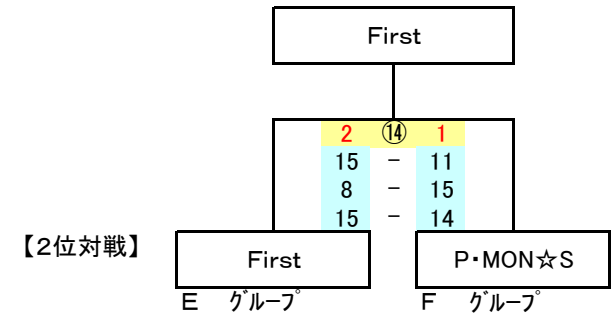 First
2 ⑭ 1
15 － 11
8 － 15
15 － 14
【2位対戦】 First P・MON☆S
E ｸﾞﾙｰﾌﾟ F ｸﾞﾙｰﾌﾟ